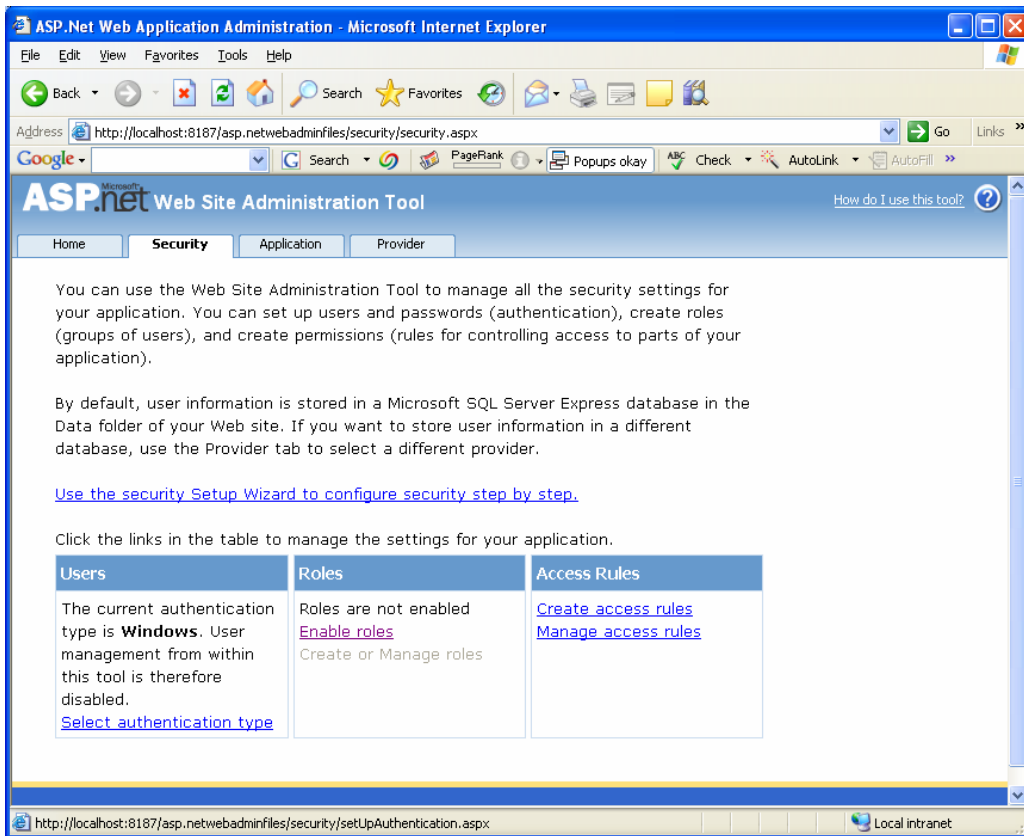 ASP.Net Web Application Administration - Microsoft Internet Explorer
File Edit View Favorites Tools Help
Back Search Favorites
Address http://localhost:8187/asp.netwebadminfiles/security/security.aspx Go Links »
Google Search PageRank Popups okay ABC Check AutoLink AutoFill »
Microsoft ASP.net Web Site Administration Tool How do I use this tool? ?
Home Security Application Provider
You can use the Web Site Administration Tool to manage all the security settings for
your application. You can set up users and passwords (authentication), create roles
(groups of users), and create permissions (rules for controlling access to parts of your
application).
By default, user information is stored in a Microsoft SQL Server Express database in the
Data folder of your Web site. If you want to store user information in a different
database, use the Provider tab to select a different provider.
Use the security Setup Wizard to configure security step by step.
Click the links in the table to manage the settings for your application.
Users
The current authentication
type is Windows. User
management from within
this tool is therefore
disabled.
Select authentication type
Roles
Roles are not enabled
Enable roles
Create or Manage roles
Access Rules
Create access rules
Manage access rules
http://localhost:8187/asp.netwebadminfiles/security/setUpAuthentication.aspx Local intranet